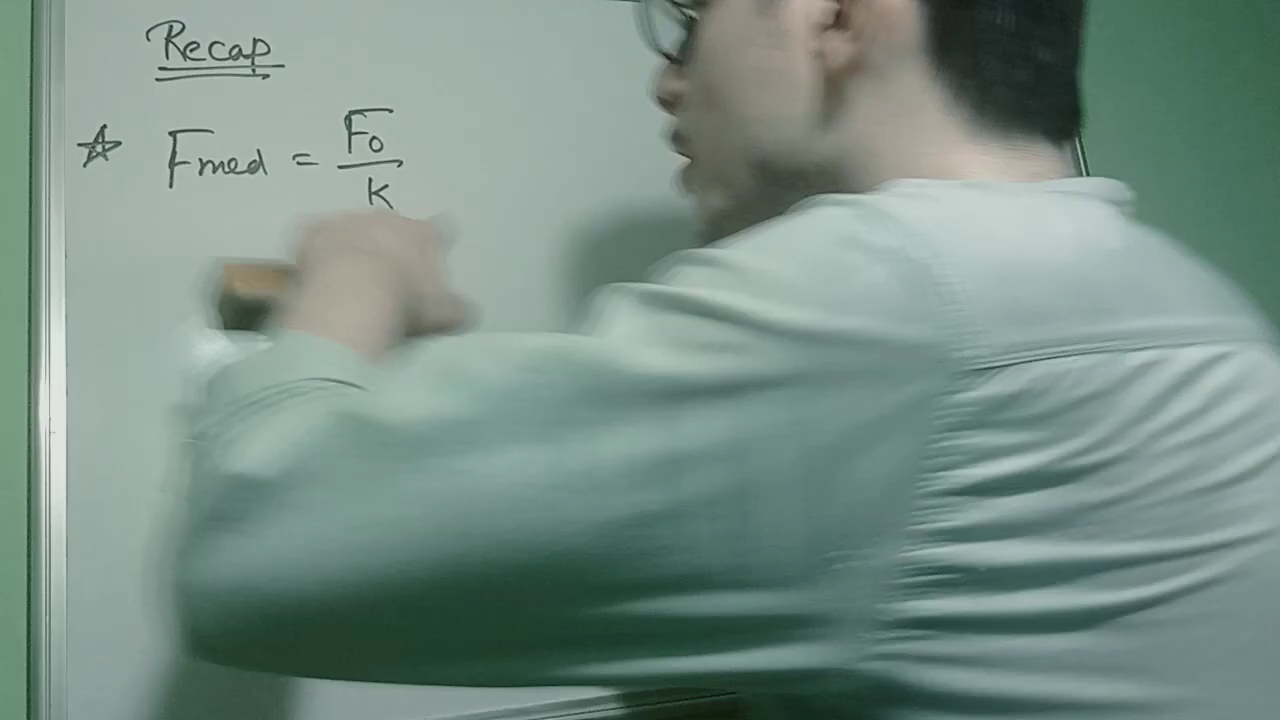 Recap
☆ Fmed = F0/K